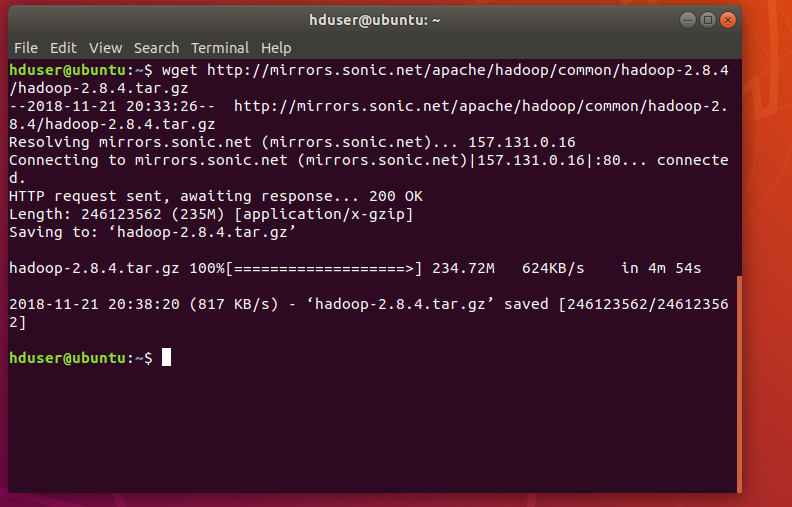 hduser@ubuntu: ~
File Edit View Search Terminal Help
hduser@ubuntu:~$ wget http://mirrors.sonic.net/apache/hadoop/common/hadoop-2.8.4
/hadoop-2.8.4.tar.gz
--2018-11-21 20:33:26--  http://mirrors.sonic.net/apache/hadoop/common/hadoop-2.
8.4/hadoop-2.8.4.tar.gz
Resolving mirrors.sonic.net (mirrors.sonic.net)... 157.131.0.16
Connecting to mirrors.sonic.net (mirrors.sonic.net)|157.131.0.16|:80... connecte
d.
HTTP request sent, awaiting response... 200 OK
Length: 246123562 (235M) [application/x-gzip]
Saving to: ‘hadoop-2.8.4.tar.gz’
hadoop-2.8.4.tar.gz 100%[===================>] 234.72M   624KB/s    in 4m 54s
2018-11-21 20:38:20 (817 KB/s) - ‘hadoop-2.8.4.tar.gz’ saved [246123562/24612356
2]
hduser@ubuntu:~$